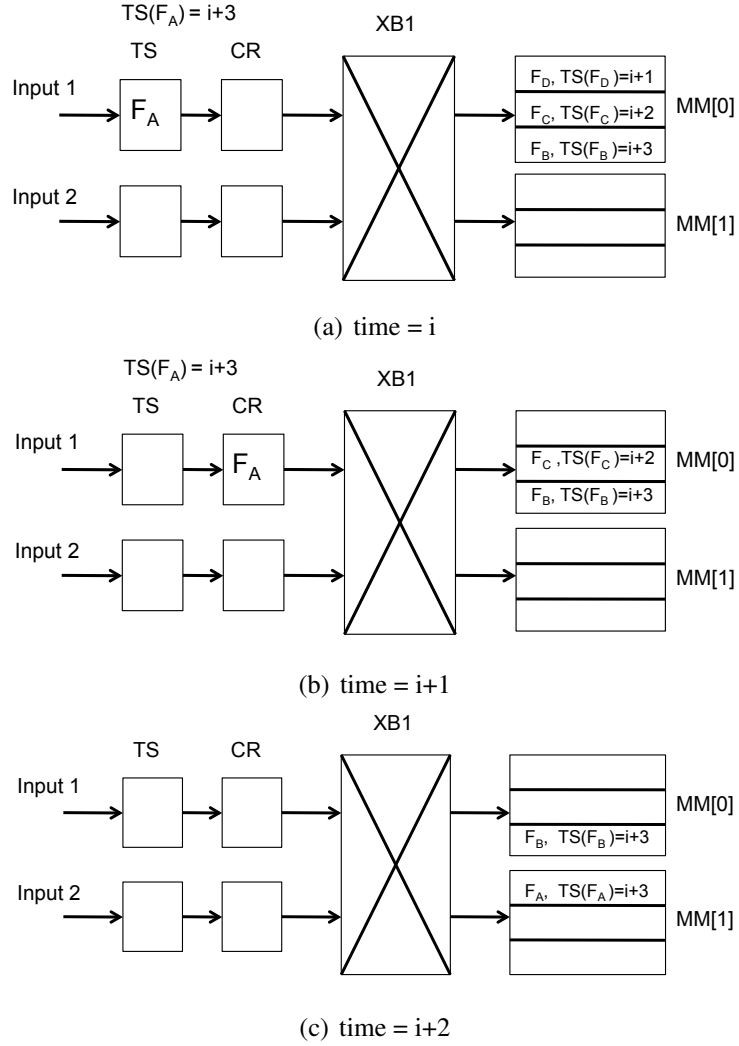 TS(F_A) = i+3
XB1
TS CR
Input 1
F_A
F_D, TS(F_D)=i+1
F_C, TS(F_C)=i+2
F_B, TS(F_B)=i+3
MM[0]
Input 2
MM[1]
(a) time = i
TS(F_A) = i+3
XB1
TS CR
Input 1
F_A
F_C ,TS(F_C)=i+2
F_B, TS(F_B)=i+3
MM[0]
Input 2
MM[1]
(b) time = i+1
XB1
TS CR
Input 1
MM[0]
F_B, TS(F_B)=i+3
Input 2
F_A, TS(F_A)=i+3
MM[1]
(c) time = i+2